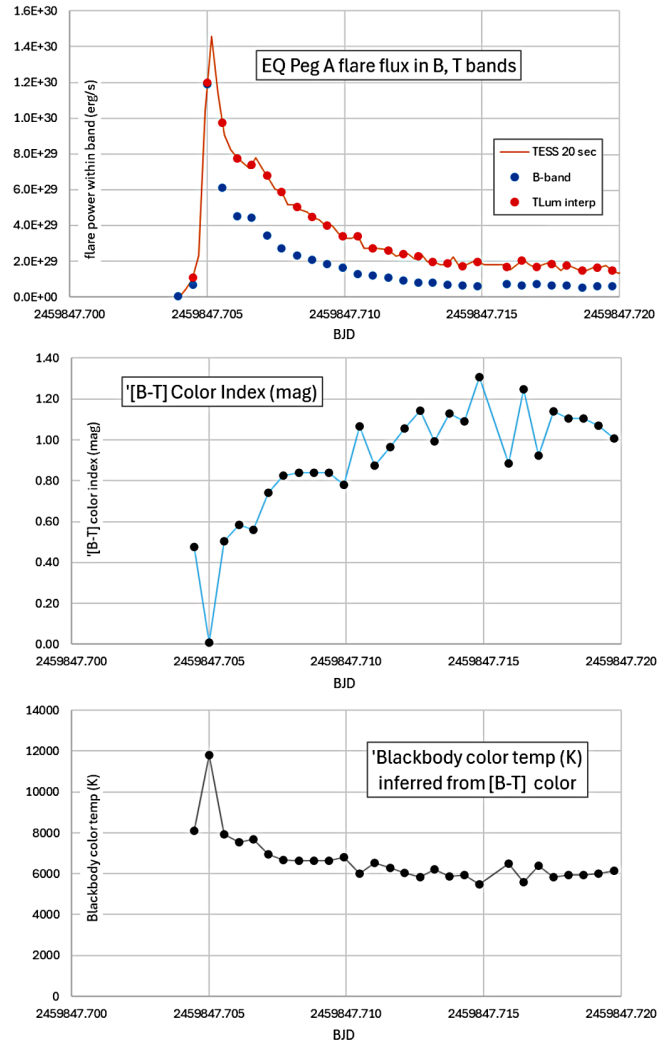 1.6E+30
1.4E+30
1.2E+30
1.0E+30
8.0E+29
6.0E+29
4.0E+29
2.0E+29
0.0E+00
flare power within band (erg/s)
EQ Peg A flare flux in B, T bands
TESS 20 sec
B-band
TLum interp
2459847.700
2459847.705
2459847.710
2459847.715
2459847.720
BJD
1.40
1.20
1.00
0.80
0.60
0.40
0.20
0.00
'[B-T] color index (mag)
'[B-T] Color Index (mag)
2459847.700
2459847.705
2459847.710
2459847.715
2459847.720
BJD
14000
12000
10000
8000
6000
4000
2000
0
Blackbody color temp (K)
'Blackbody color temp (K)
inferred from [B-T] color
2459847.700
2459847.705
2459847.710
2459847.715
2459847.720
BJD